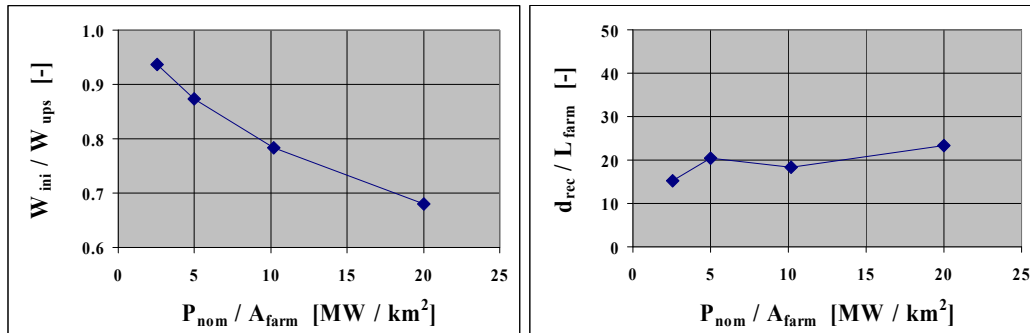 W ini / W ups [-]
1.0
0.9
0.8
0.7
0.6
0 5 10 15 20 25
P nom / A farm [MW / km²]
d rec / L farm [-]
50
40
30
20
10
0
0 5 10 15 20 25
P nom / A farm [MW / km²]